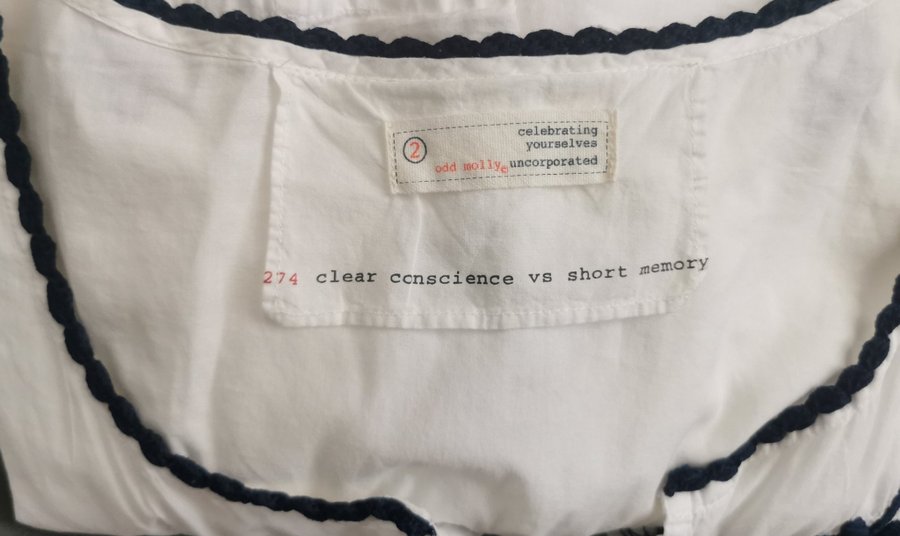 celebrating
yourselves
2
odd molly© uncorporated
274 clear conscience vs short memory